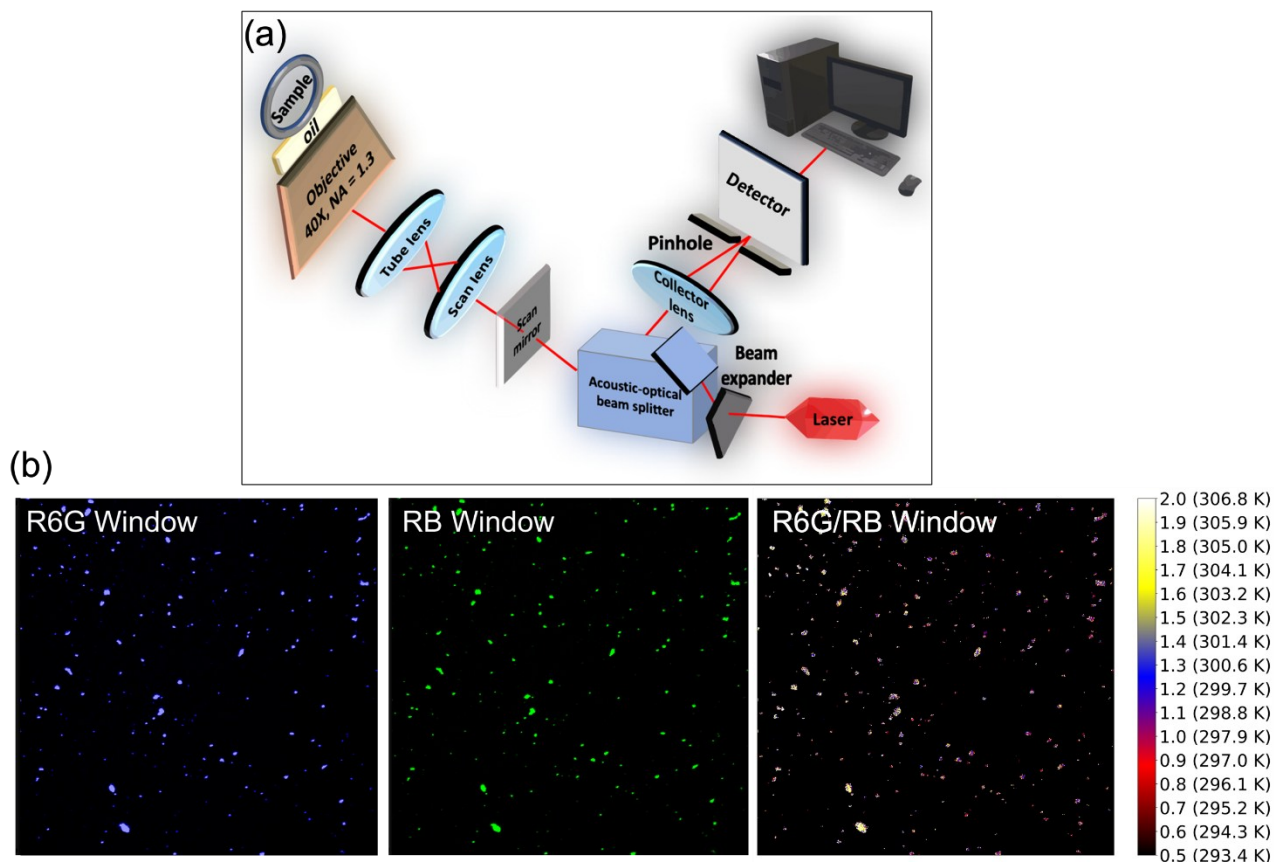 (a)
Sample
oil
Objective
40X, NA = 1.3
Tube lens
Scan lens
Scan
mirror
Acoustic-optical
beam splitter
Beam
expander
Laser
Collector
lens
Pinhole
Detector
(b)
R6G Window
RB Window
R6G/RB Window
2.0 (306.8 K)
1.9 (305.9 K)
1.8 (305.0 K)
1.7 (304.1 K)
1.6 (303.2 K)
1.5 (302.3 K)
1.4 (301.4 K)
1.3 (300.6 K)
1.2 (299.7 K)
1.1 (298.8 K)
1.0 (297.9 K)
0.9 (297.0 K)
0.8 (296.1 K)
0.7 (295.2 K)
0.6 (294.3 K)
0.5 (293.4 K)